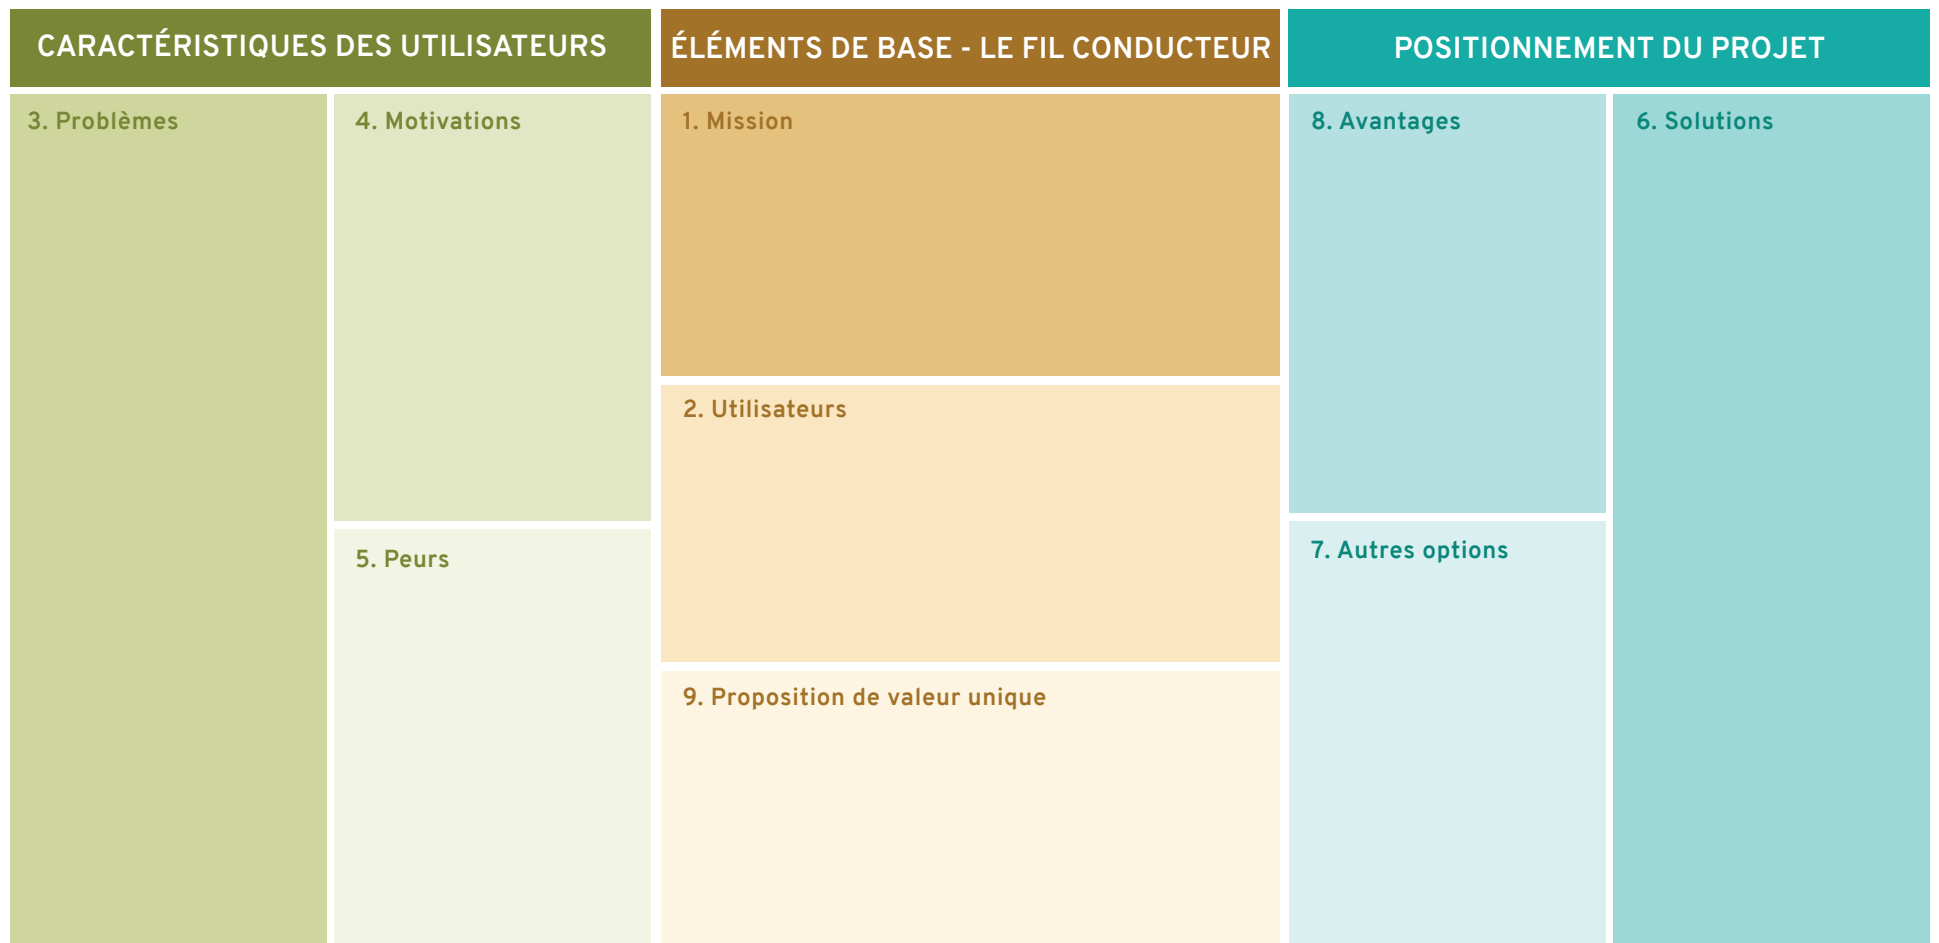 CARACTÉRISTIQUES DES UTILISATEURS
ÉLÉMENTS DE BASE - LE FIL CONDUCTEUR
POSITIONNEMENT DU PROJET
3. Problèmes
4. Motivations
5. Peurs
1. Mission
2. Utilisateurs
9. Proposition de valeur unique
8. Avantages
7. Autres options
6. Solutions